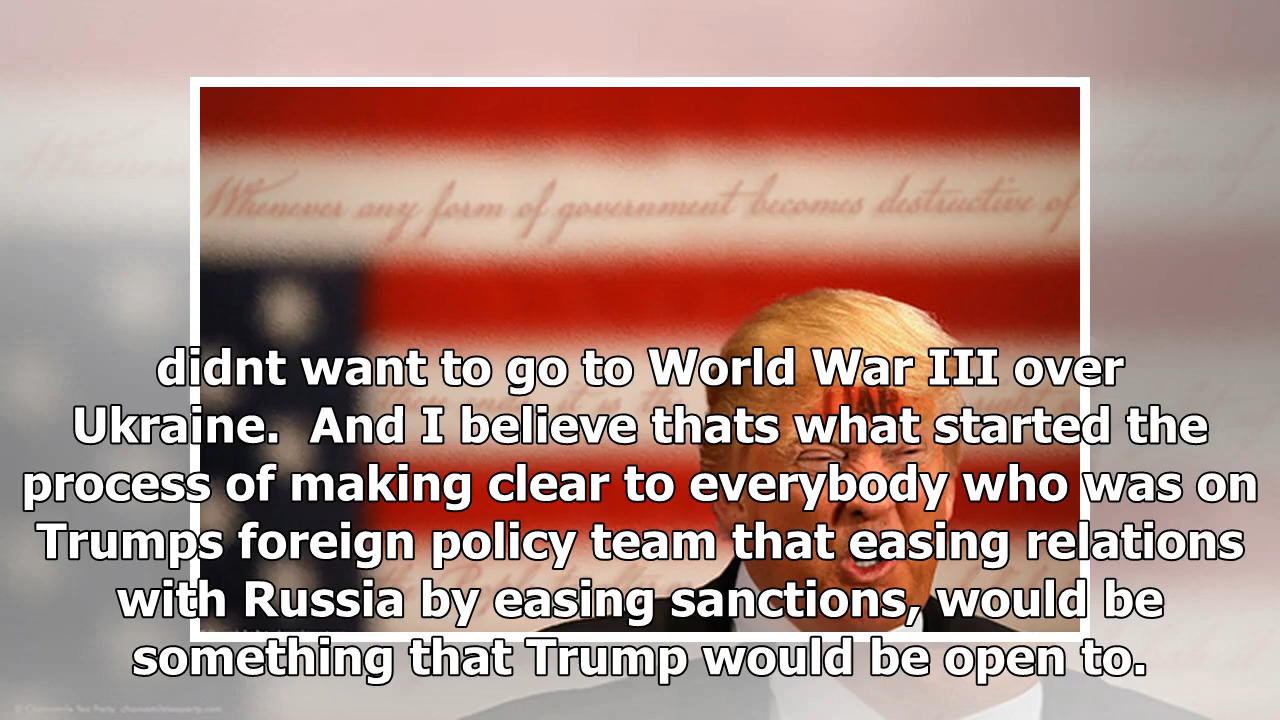 Whenever any form of government becomes destructive of
didnt want to go to World War III over
Ukraine.  And I believe thats what started the
process of making clear to everybody who was on
Trumps foreign policy team that easing relations
with Russia by easing sanctions, would be
something that Trump would be open to.